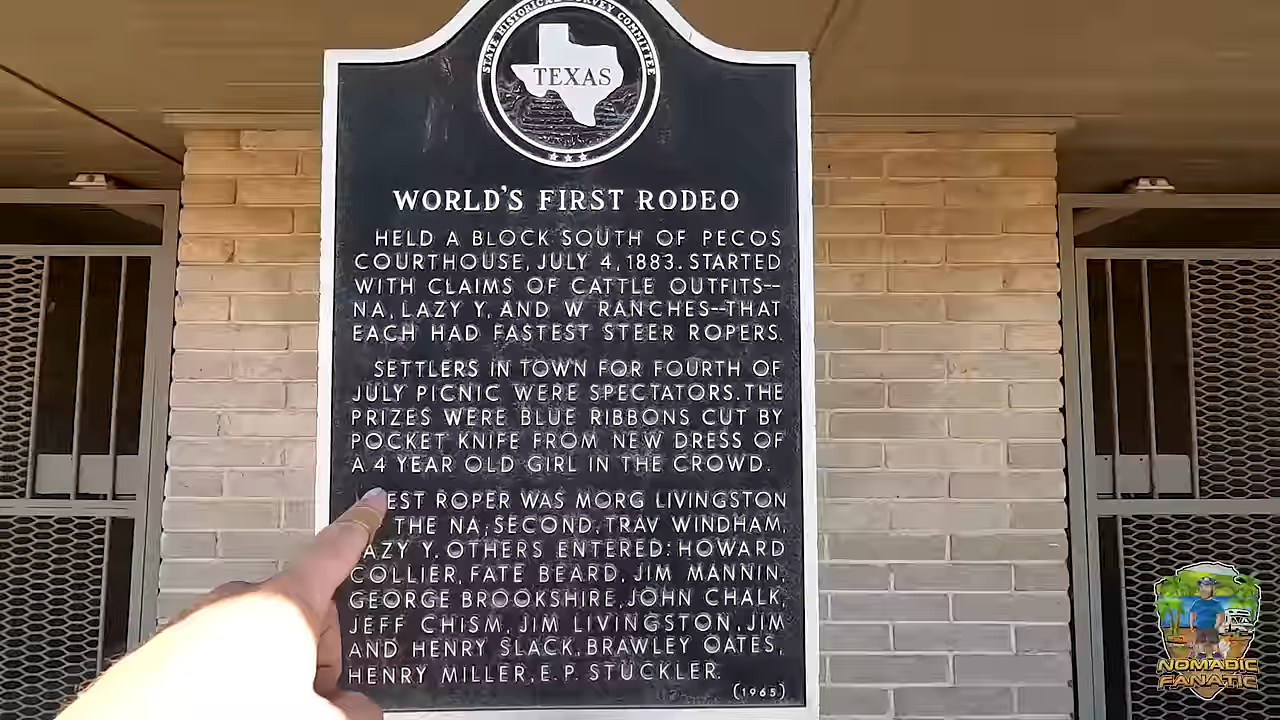 STATE HISTORICAL SURVEY COMMITTEE
TEXAS
WORLD'S FIRST RODEO
HELD A BLOCK SOUTH OF PECOS
COURTHOUSE, JULY 4, 1883. STARTED
WITH CLAIMS OF CATTLE OUTFITS--
NA, LAZY Y, AND W RANCHES--THAT
EACH HAD FASTEST STEER ROPERS.
SETTLERS IN TOWN FOR FOURTH OF
JULY PICNIC WERE SPECTATORS. THE
PRIZES WERE BLUE RIBBONS CUT BY
POCKET KNIFE FROM NEW DRESS OF
A 4 YEAR OLD GIRL IN THE CROWD.
EST ROPER WAS MORG LIVINGSTON
THE NA; SECOND, TRAV WINDHAM,
AZY Y. OTHERS ENTERED: HOWARD
COLLIER, FATE BEARD, JIM MANNIN,
GEORGE BROOKSHIRE, JOHN CHALK,
JEFF CHISM, JIM LIVINGSTON, JIM
AND HENRY SLACK, BRAWLEY OATES,
HENRY MILLER, E. P. STUCKLER.
(1965)
NOMADIC
FANATIC